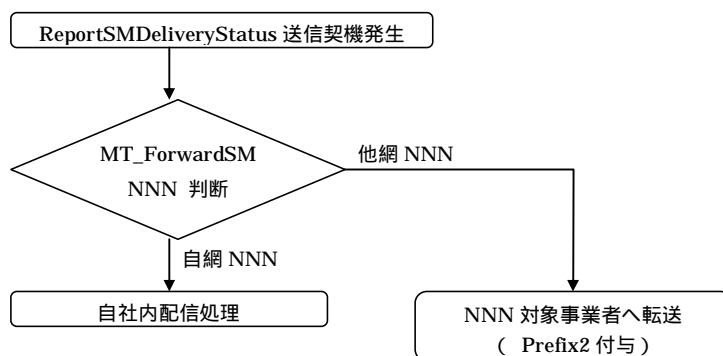 ReportSMDeliveryStatus 送信契機発生
MT_ForwardSM
NNN 判断
他網 NNN
自網 NNN
自社内配信処理
NNN 対象事業者へ転送
( Prefix2 付与 )